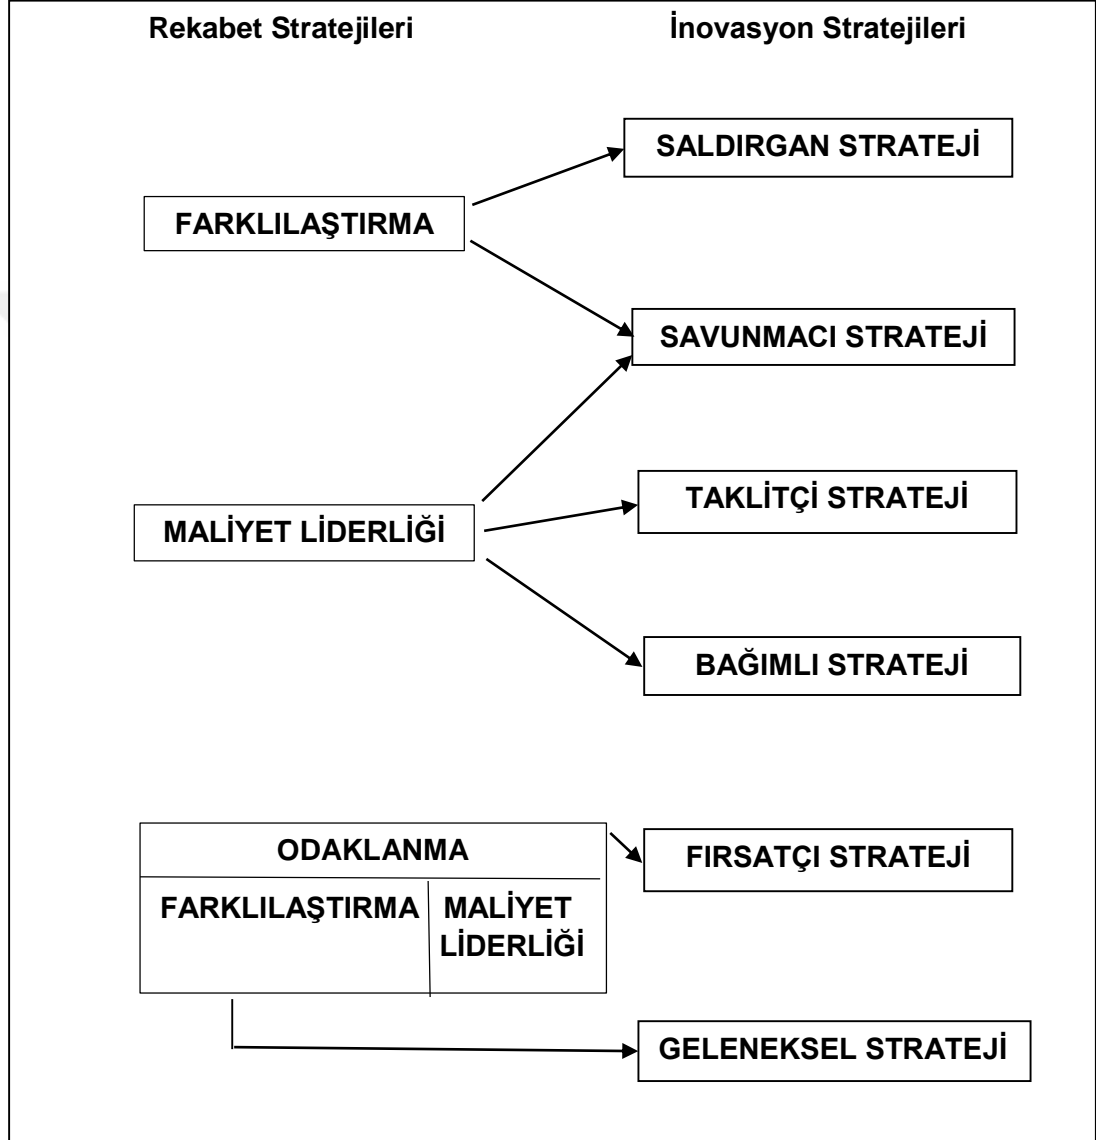 Rekabet Stratejileri
İnovasyon Stratejileri
SALDIRGAN STRATEJİ
FARKLILAŞTIRMA
SAVUNMACI STRATEJİ
TAKLİTÇİ STRATEJİ
MALİYET LİDERLİĞİ
BAĞIMLI STRATEJİ
ODAKLANMA
FIRSATÇI STRATEJİ
FARKLILAŞTIRMA
MALİYET
LİDERLİĞİ
GELENEKSEL STRATEJİ